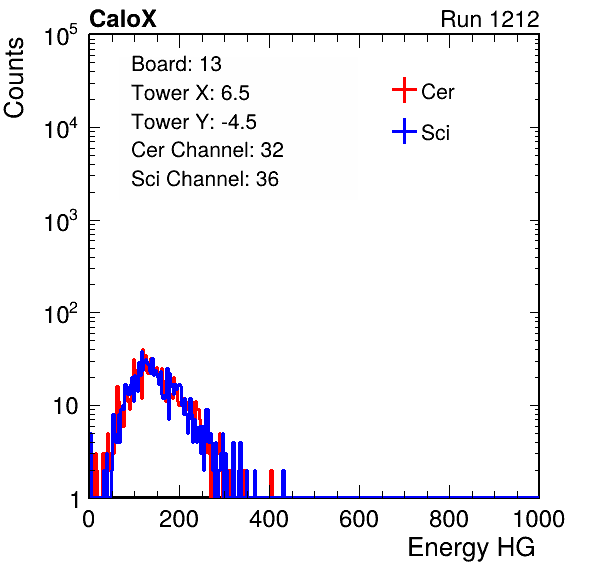 CaloX
Run 1212
Counts
10^5
10^4
10^3
10^2
10
1
Board: 13
Tower X: 6.5
Tower Y: -4.5
Cer Channel: 32
Sci Channel: 36
Cer
Sci
0 200 400 600 800 1000
Energy HG